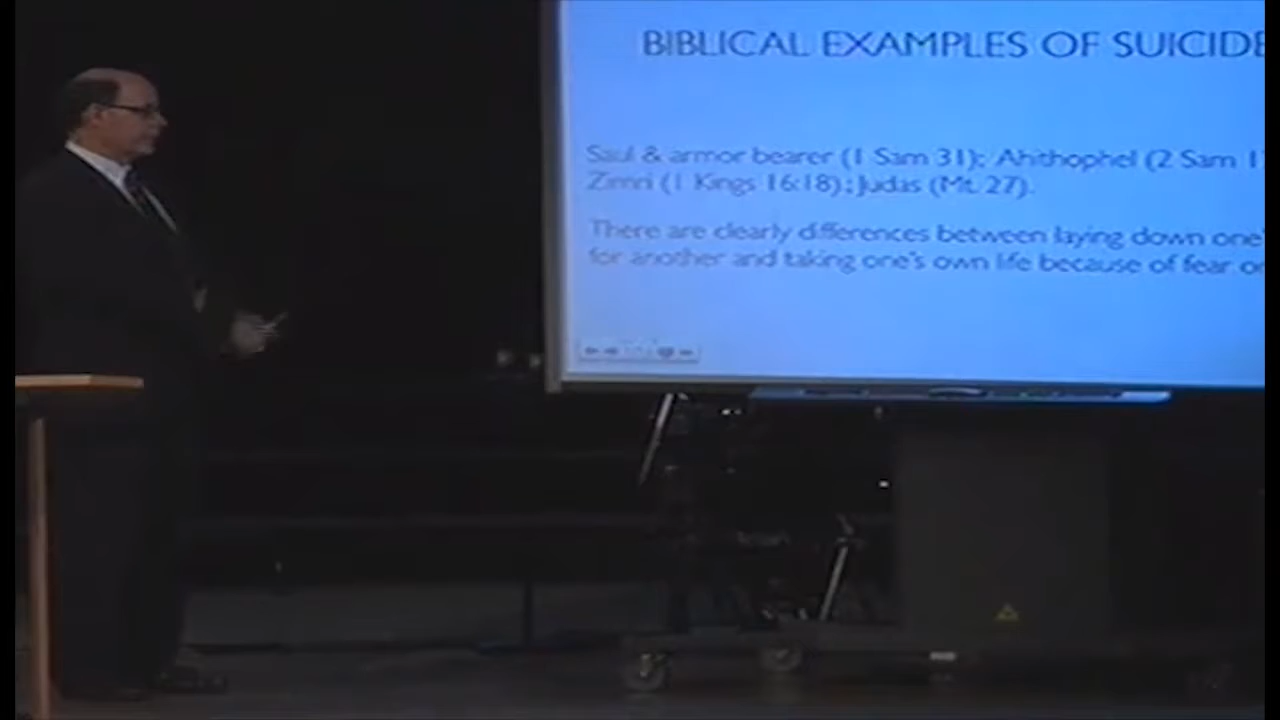 BIBLICAL EXAMPLES OF SUICIDE
Saul & armor bearer (1 Sam 31); Ahithophel (2 Sam 1
Zimri (1 Kings 16:18); Judas (Mt. 27).
There are clearly differences between laying down one's
for another and taking one's own life because of fear or